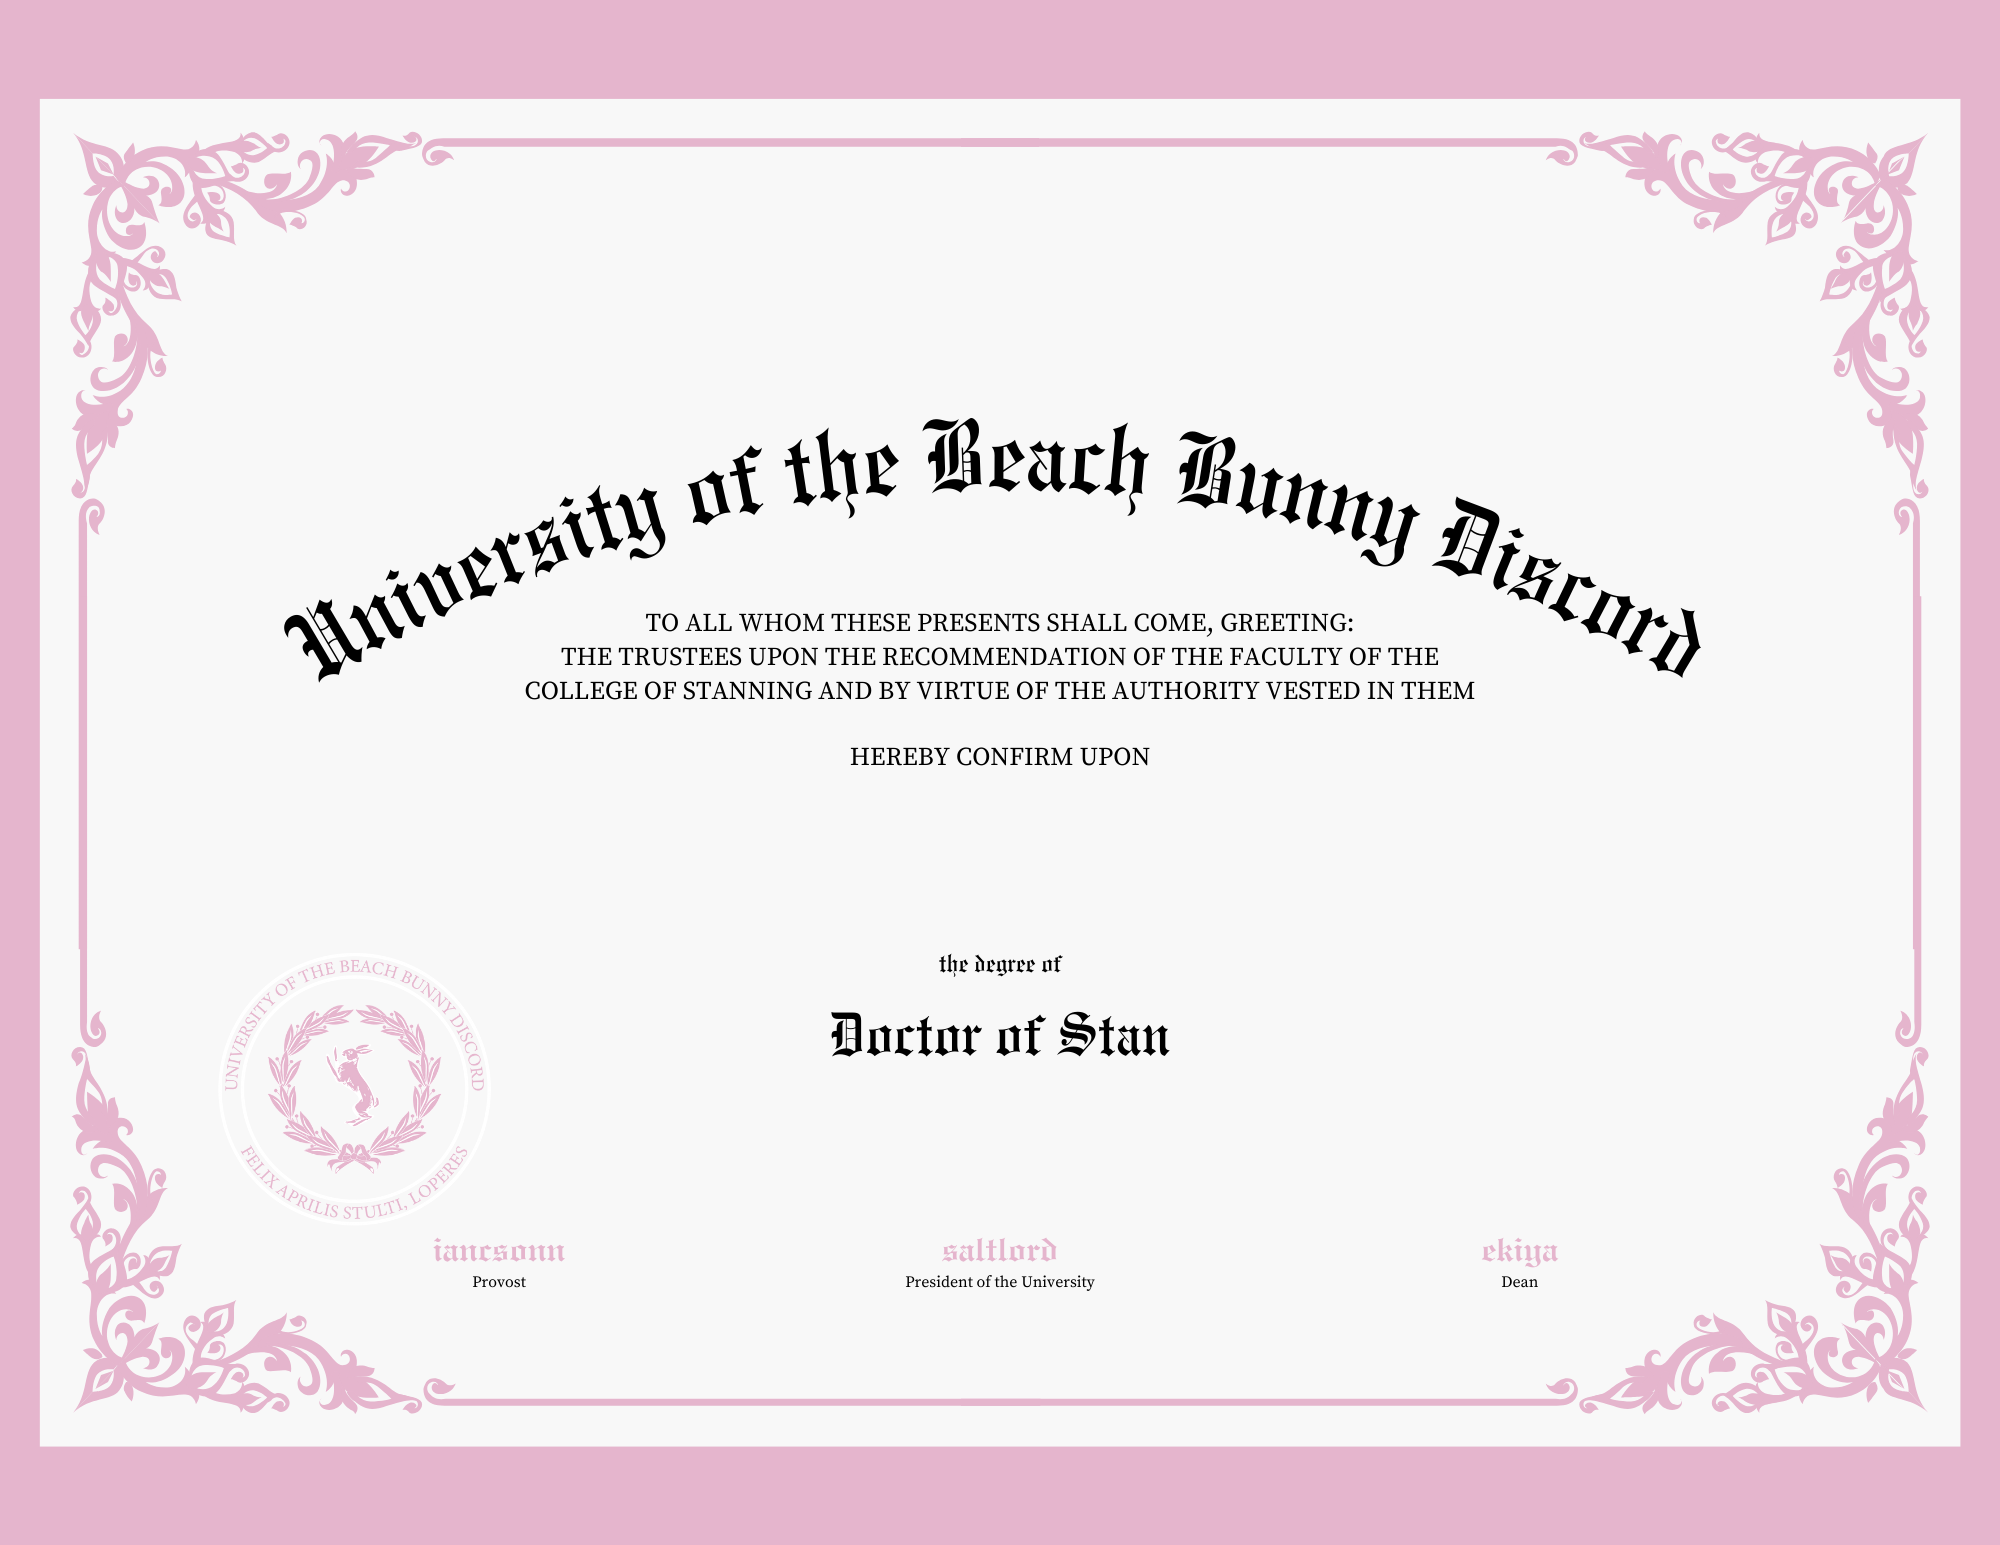 University of the Beach Bunny Discord
TO ALL WHOM THESE PRESENTS SHALL COME, GREETING:
THE TRUSTEES UPON THE RECOMMENDATION OF THE FACULTY OF THE
COLLEGE OF STANNING AND BY VIRTUE OF THE AUTHORITY VESTED IN THEM
HEREBY CONFIRM UPON
the degree of
Doctor of Stan
UNIVERSITY OF THE BEACH BUNNY DISCORD
FELIX APRILIS STULTI, LOPERES
iancsonn
Provost
saltlord
President of the University
ekiya
Dean